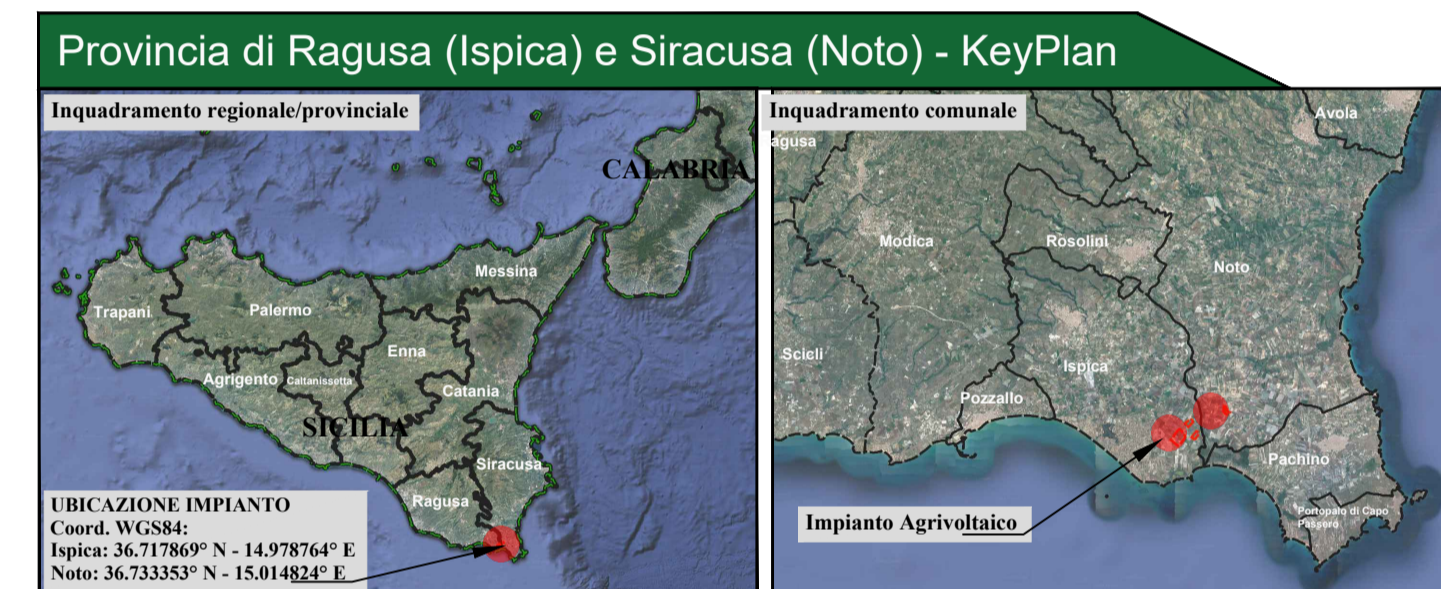 Provincia di Ragusa (Ispica) e Siracusa (Noto) - KeyPlan
Inquadramento regionale/provinciale
CALABRIA
Messina
Trapani
Palermo
Enna
Agrigento
Caltanissetta
Catania
SICILIA
Siracusa
Ragusa
UBICAZIONE IMPIANTO
Coord. WGS84:
Ispica: 36.717869° N - 14.978764° E
Noto: 36.733353° N - 15.014824° E
Inquadramento comunale
Avola
agusa
Modica
Rosolini
Noto
Scicli
Ispica
Pozzallo
Pachino
Impianto Agrivoltaico
Portopalo di Capo
Passero